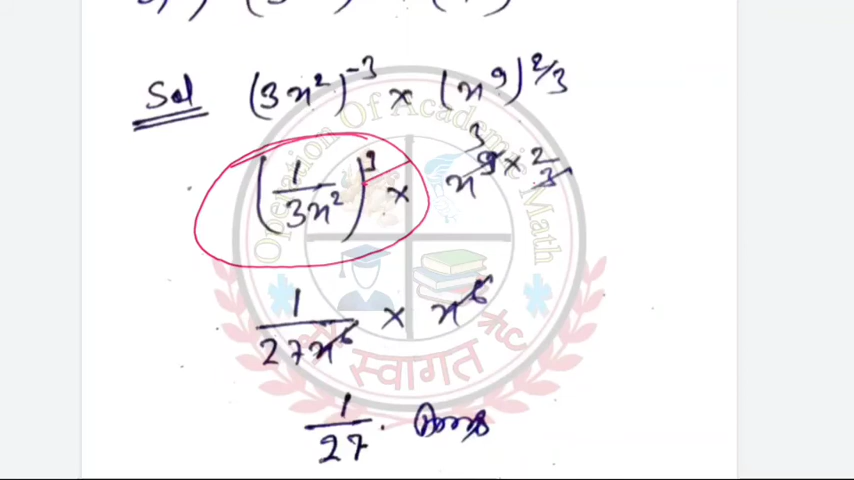 Sol (3x²)⁻³ × (x⁹)^2/3
(1/3x²)³ × x^9×2/3 3
1/27x⁶ × x⁶
1/27. Ans
Operation Of Academic Math
स्वागत